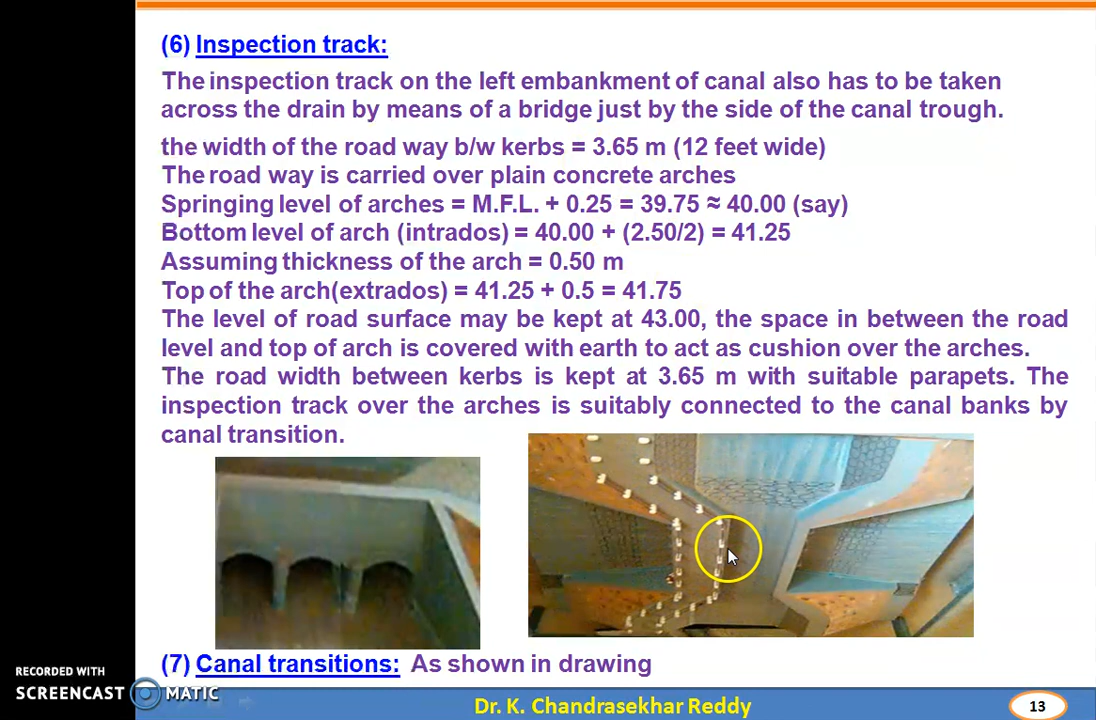 (6) Inspection track:
The inspection track on the left embankment of canal also has to be taken
across the drain by means of a bridge just by the side of the canal trough.
the width of the road way b/w kerbs = 3.65 m (12 feet wide)
The road way is carried over plain concrete arches
Springing level of arches = M.F.L. + 0.25 = 39.75 ≈ 40.00 (say)
Bottom level of arch (intrados) = 40.00 + (2.50/2) = 41.25
Assuming thickness of the arch = 0.50 m
Top of the arch(extrados) = 41.25 + 0.5 = 41.75
The level of road surface may be kept at 43.00, the space in between the road
level and top of arch is covered with earth to act as cushion over the arches.
The road width between kerbs is kept at 3.65 m with suitable parapets. The
inspection track over the arches is suitably connected to the canal banks by
canal transition.
(7) Canal transitions: As shown in drawing
RECORDED WITH
SCREENCAST MATIC
Dr. K. Chandrasekhar Reddy
13